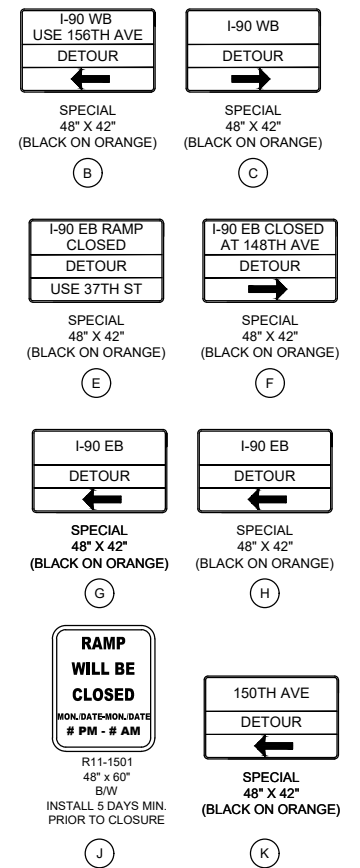 I-90 WB
USE 156TH AVE
DETOUR
SPECIAL
48" X 42"
(BLACK ON ORANGE)
B
I-90 WB
DETOUR
SPECIAL
48" X 42"
(BLACK ON ORANGE)
C
I-90 EB RAMP
CLOSED
DETOUR
USE 37TH ST
SPECIAL
48" X 42"
(BLACK ON ORANGE)
E
I-90 EB CLOSED
AT 148TH AVE
DETOUR
SPECIAL
48" X 42"
(BLACK ON ORANGE)
F
I-90 EB
DETOUR
SPECIAL
48" X 42"
(BLACK ON ORANGE)
G
I-90 EB
DETOUR
SPECIAL
48" X 42"
(BLACK ON ORANGE)
H
RAMP
WILL BE
CLOSED
MON./DATE-MON./DATE
# PM - # AM
R11-1501
48" x 60"
B/W
INSTALL 5 DAYS MIN.
PRIOR TO CLOSURE
J
150TH AVE
DETOUR
SPECIAL
48" X 42"
(BLACK ON ORANGE)
K